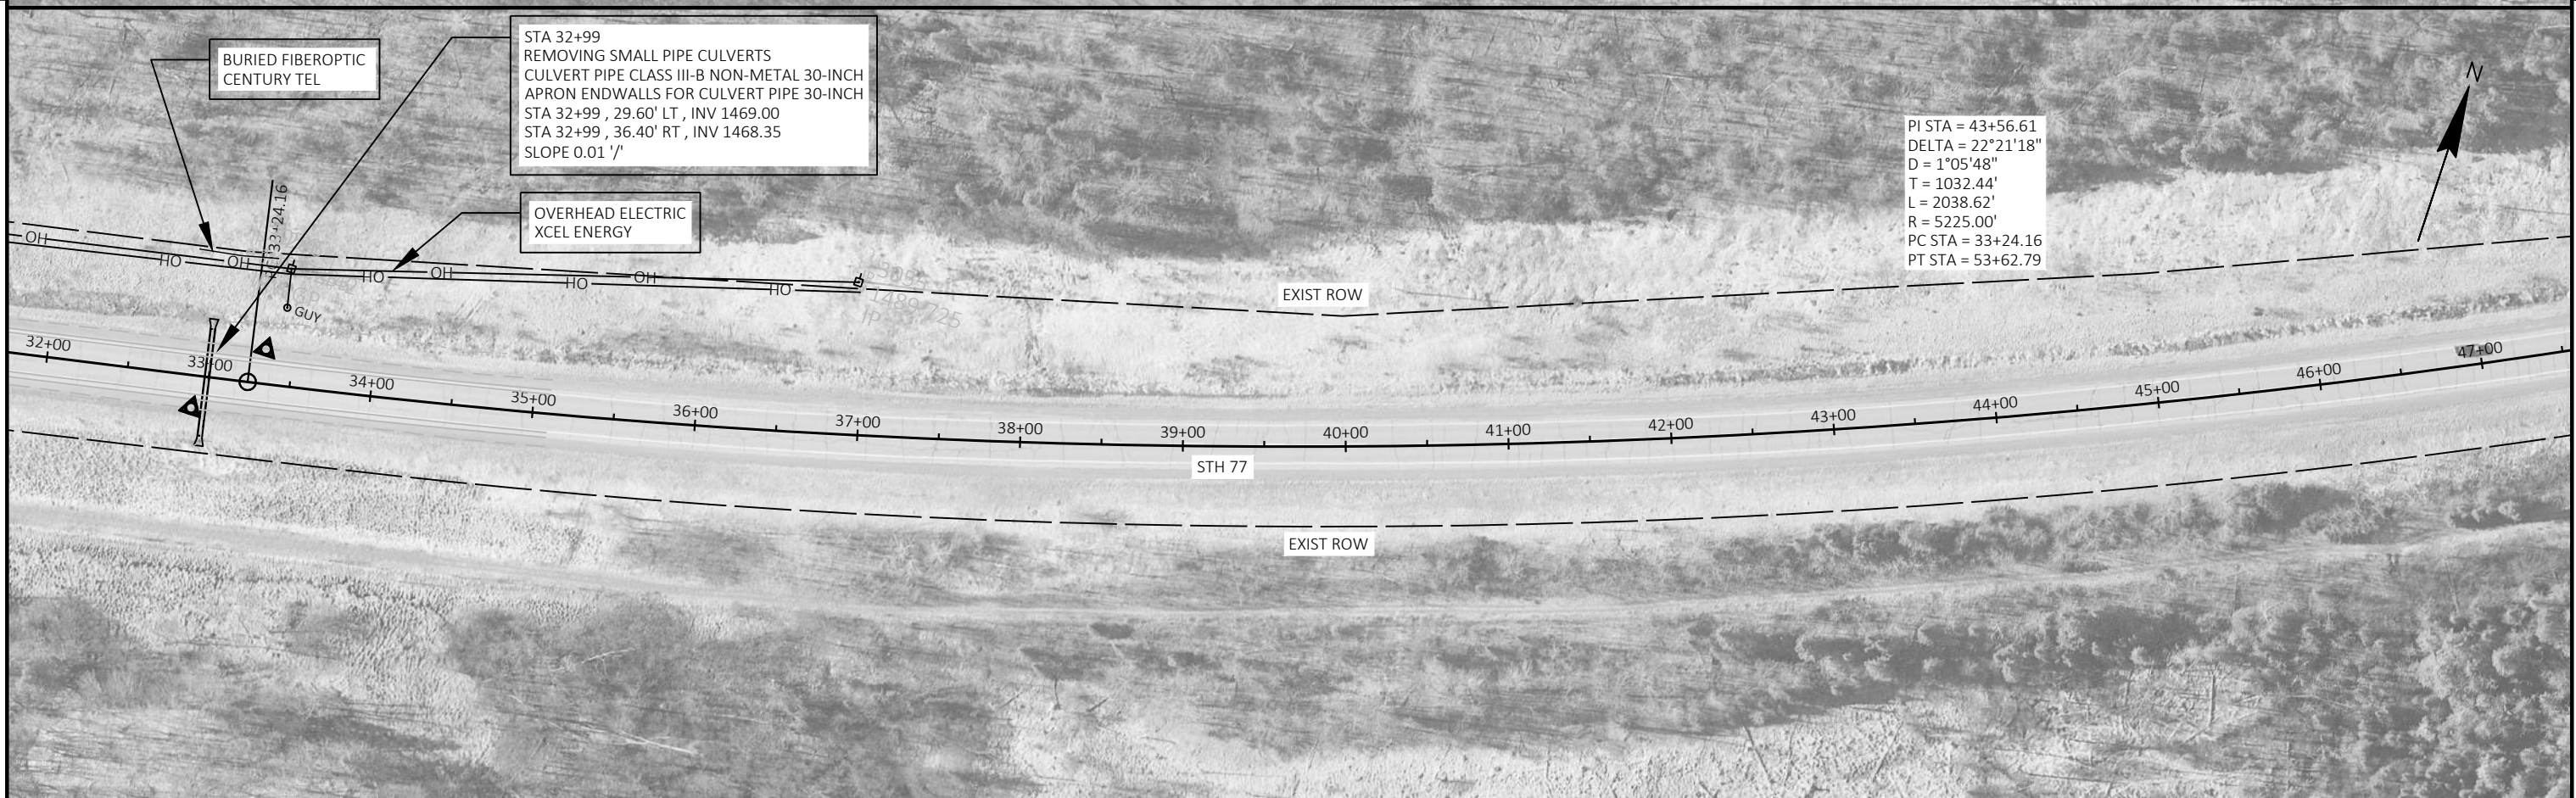 BURIED FIBEROPTIC
CENTURY TEL
STA 32+99
REMOVING SMALL PIPE CULVERTS
CULVERT PIPE CLASS III-B NON-METAL 30-INCH
APRON ENDWALLS FOR CULVERT PIPE 30-INCH
STA 32+99 , 29.60' LT , INV 1469.00
STA 32+99 , 36.40' RT , INV 1468.35
SLOPE 0.01 '/'
N
PI STA = 43+56.61
DELTA = 22°21'18"
D = 1°05'48"
T = 1032.44'
L = 2038.62'
R = 5225.00'
PC STA = 33+24.16
PT STA = 53+62.79
OVERHEAD ELECTRIC
XCEL ENERGY
33+24.16
OH
OH
OH
OH
OH
OH
OH
OH
OH
OH
GUY
EXIST ROW
32+00
33+00
34+00
35+00
36+00
37+00
38+00
39+00
40+00
41+00
42+00
43+00
44+00
45+00
46+00
47+00
STH 77
EXIST ROW